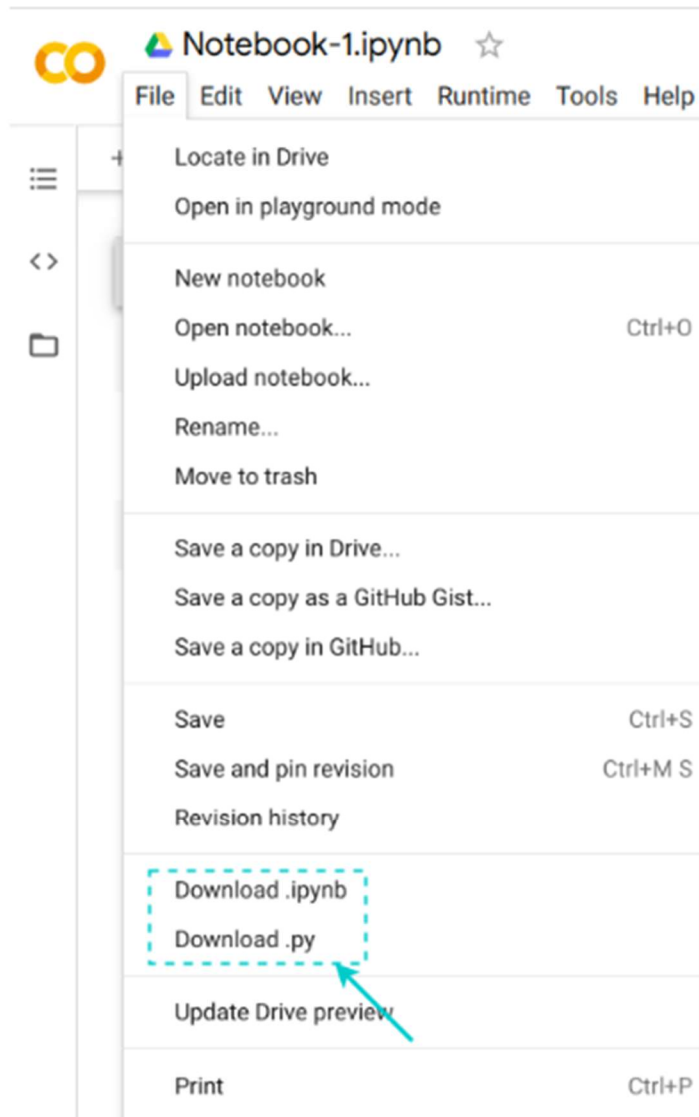 Notebook-1.ipynb
File Edit View Insert Runtime Tools Help
Locate in Drive
Open in playground mode
New notebook
Open notebook... Ctrl+O
Upload notebook...
Rename...
Move to trash
Save a copy in Drive...
Save a copy as a GitHub Gist...
Save a copy in GitHub...
Save Ctrl+S
Save and pin revision Ctrl+M S
Revision history
Download .ipynb
Download .py
Update Drive preview
Print Ctrl+P